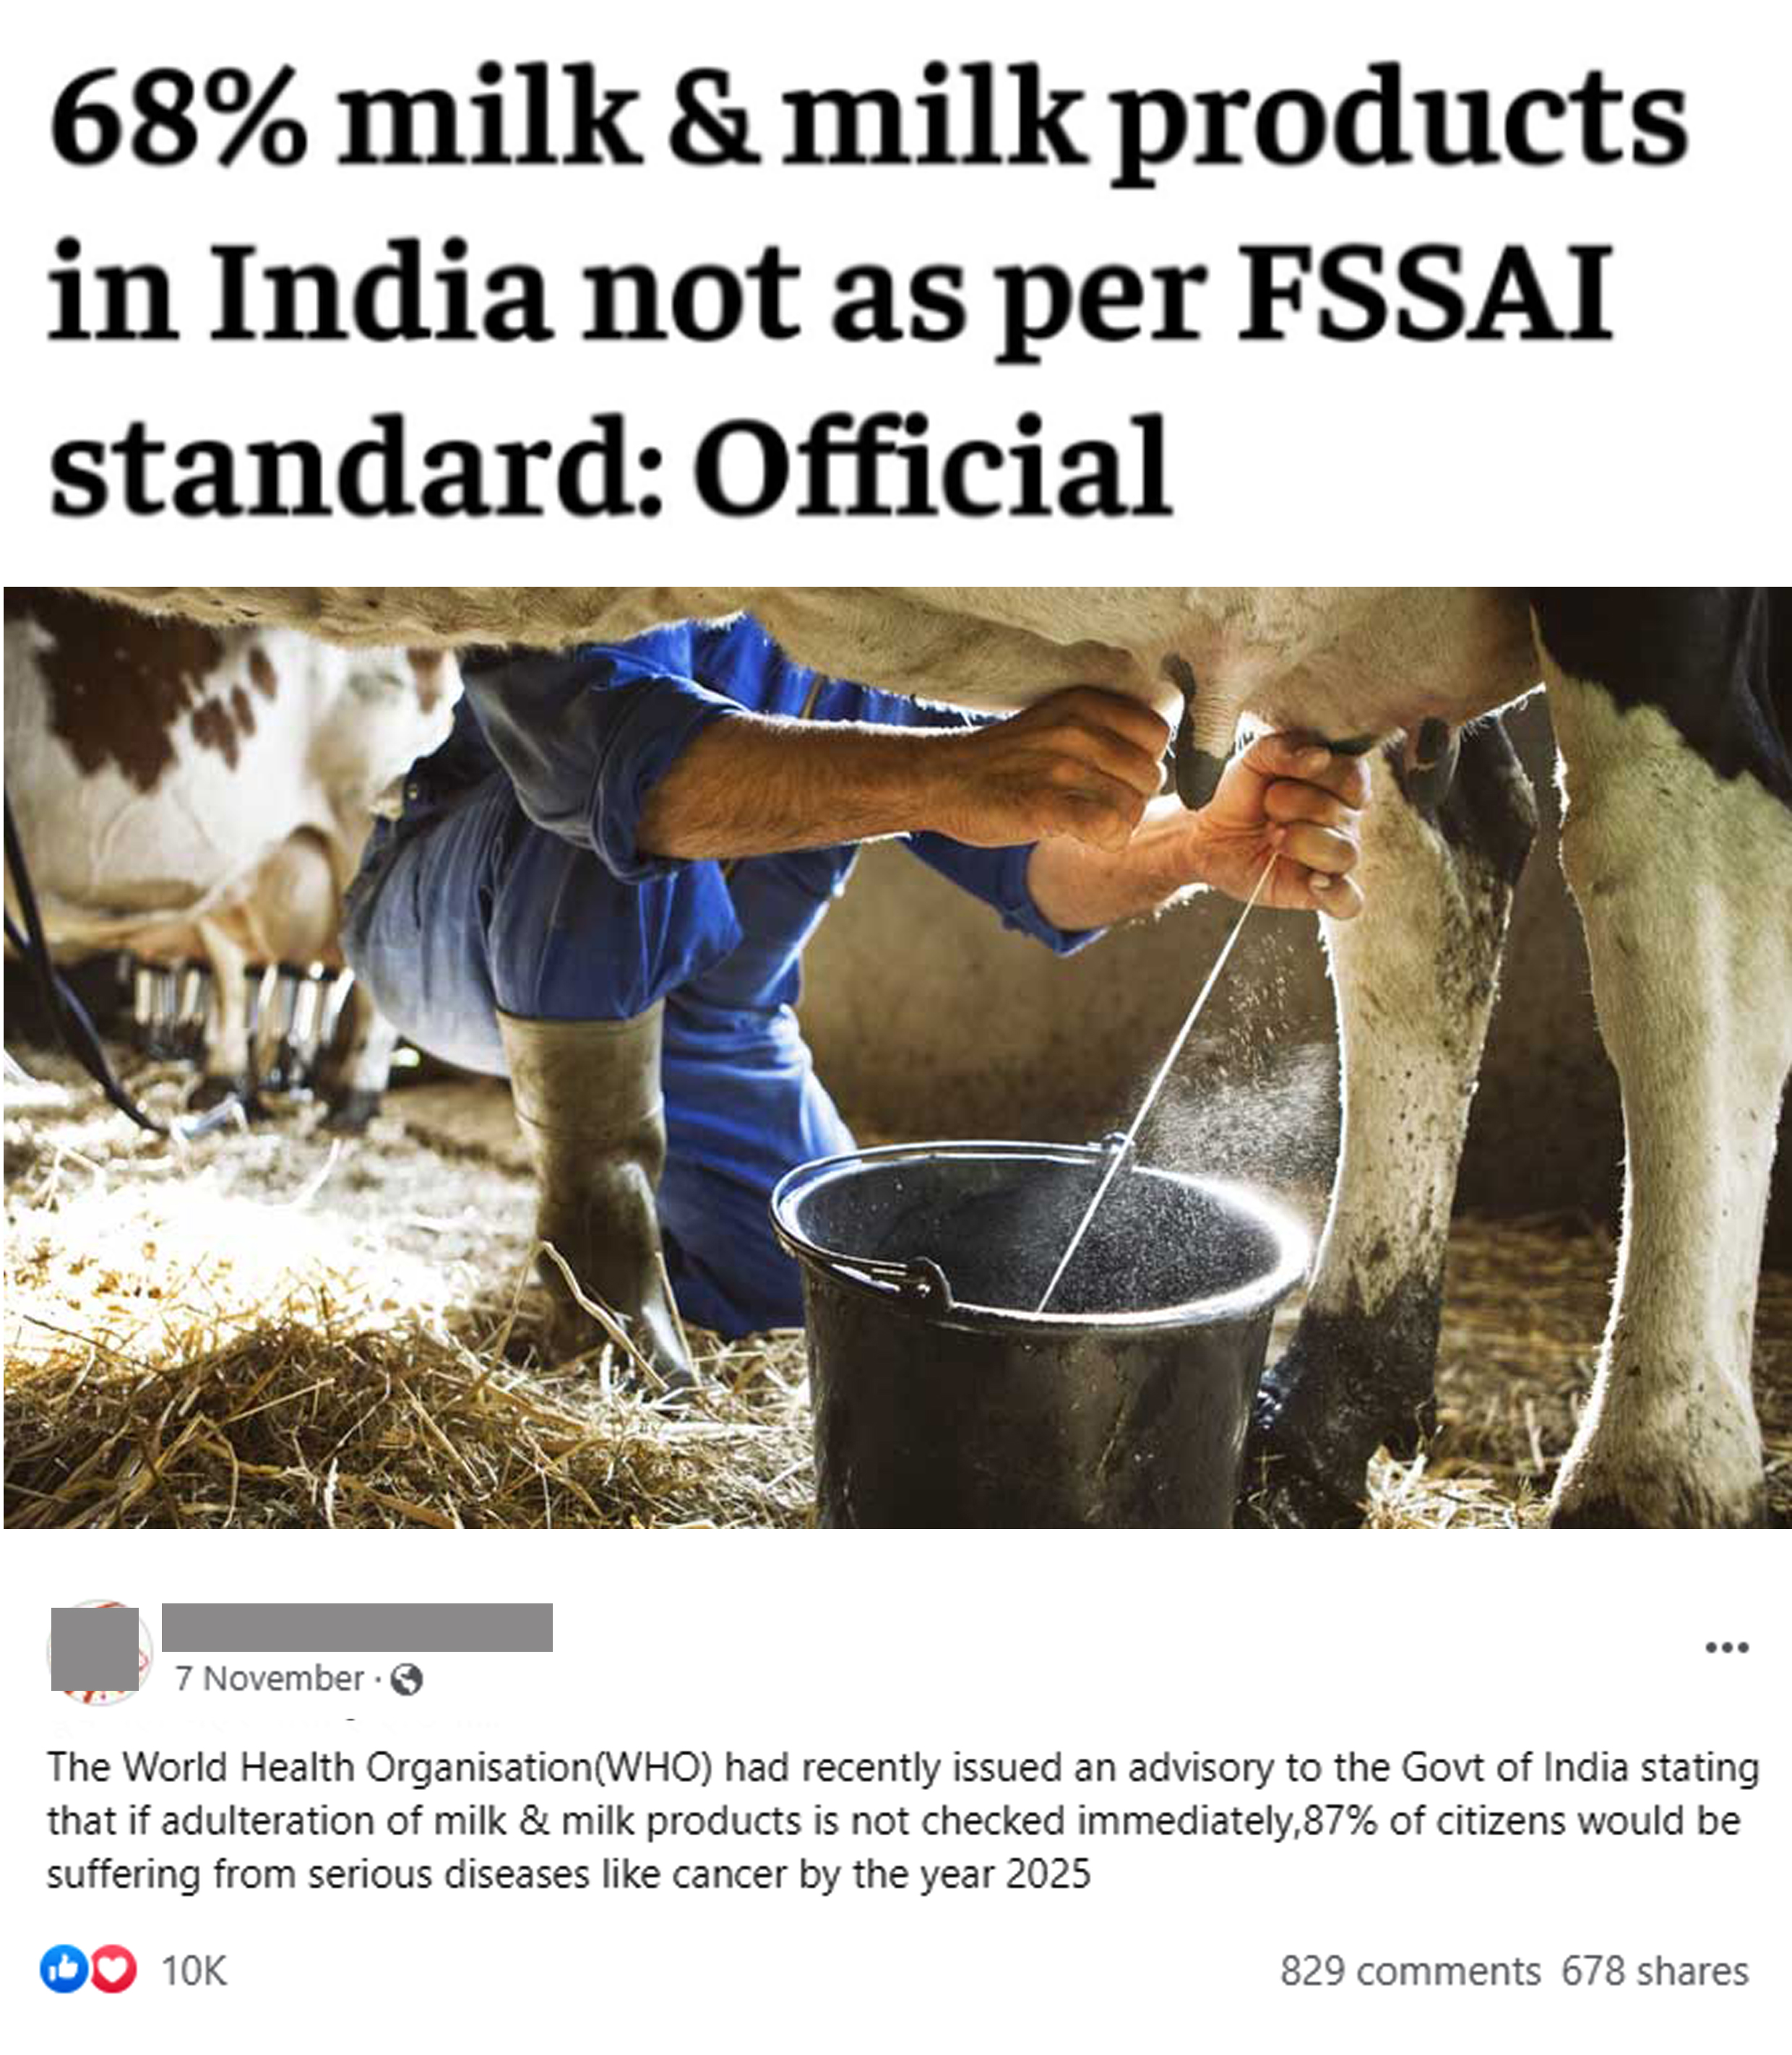 68% milk & milk products
in India not as per FSSAI
standard: Official
7 November ·
The World Health Organisation(WHO) had recently issued an advisory to the Govt of India stating
that if adulteration of milk & milk products is not checked immediately,87% of citizens would be
suffering from serious diseases like cancer by the year 2025
10K
829 comments 678 shares